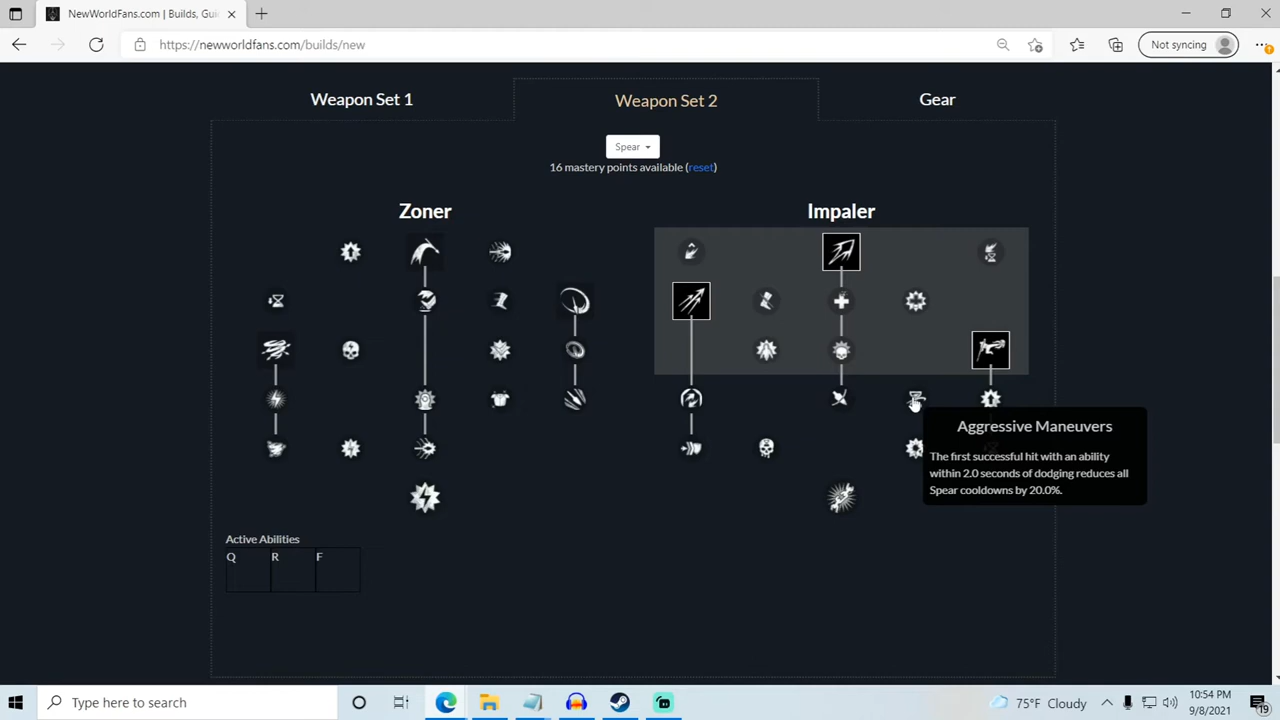 NewWorldFans.com | Builds, Gui
https://newworldfans.com/builds/new
Not syncing
Weapon Set 1
Weapon Set 2
Gear
Spear
16 mastery points available (reset)
Zoner
Impaler
Aggressive Maneuvers
The first successful hit with an ability
within 2.0 seconds of dodging reduces all
Spear cooldowns by 20.0%.
Active Abilities
Q
R
F
Type here to search
75°F Cloudy
10:54 PM
9/8/2021
19